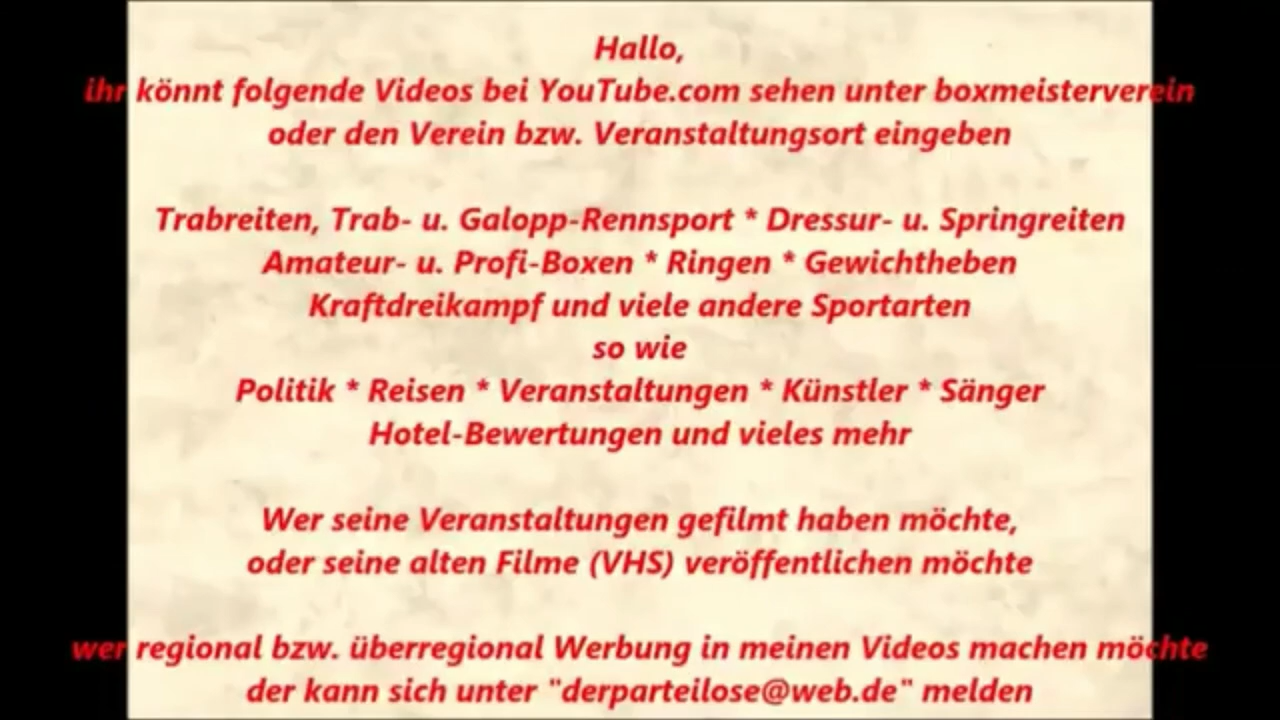 Hallo,
ihr könnt folgende Videos bei YouTube.com sehen unter boxmeisterverein
oder den Verein bzw. Veranstaltungsort eingeben
Trabreiten, Trab- u. Galopp-Rennsport * Dressur- u. Springreiten
Amateur- u. Profi-Boxen * Ringen * Gewichtheben
Kraftdreikampf und viele andere Sportarten
so wie
Politik * Reisen * Veranstaltungen * Künstler * Sänger
Hotel-Bewertungen und vieles mehr
Wer seine Veranstaltungen gefilmt haben möchte,
oder seine alten Filme (VHS) veröffentlichen möchte
wer regional bzw. überregional Werbung in meinen Videos machen möchte
der kann sich unter "derparteilose@web.de" melden